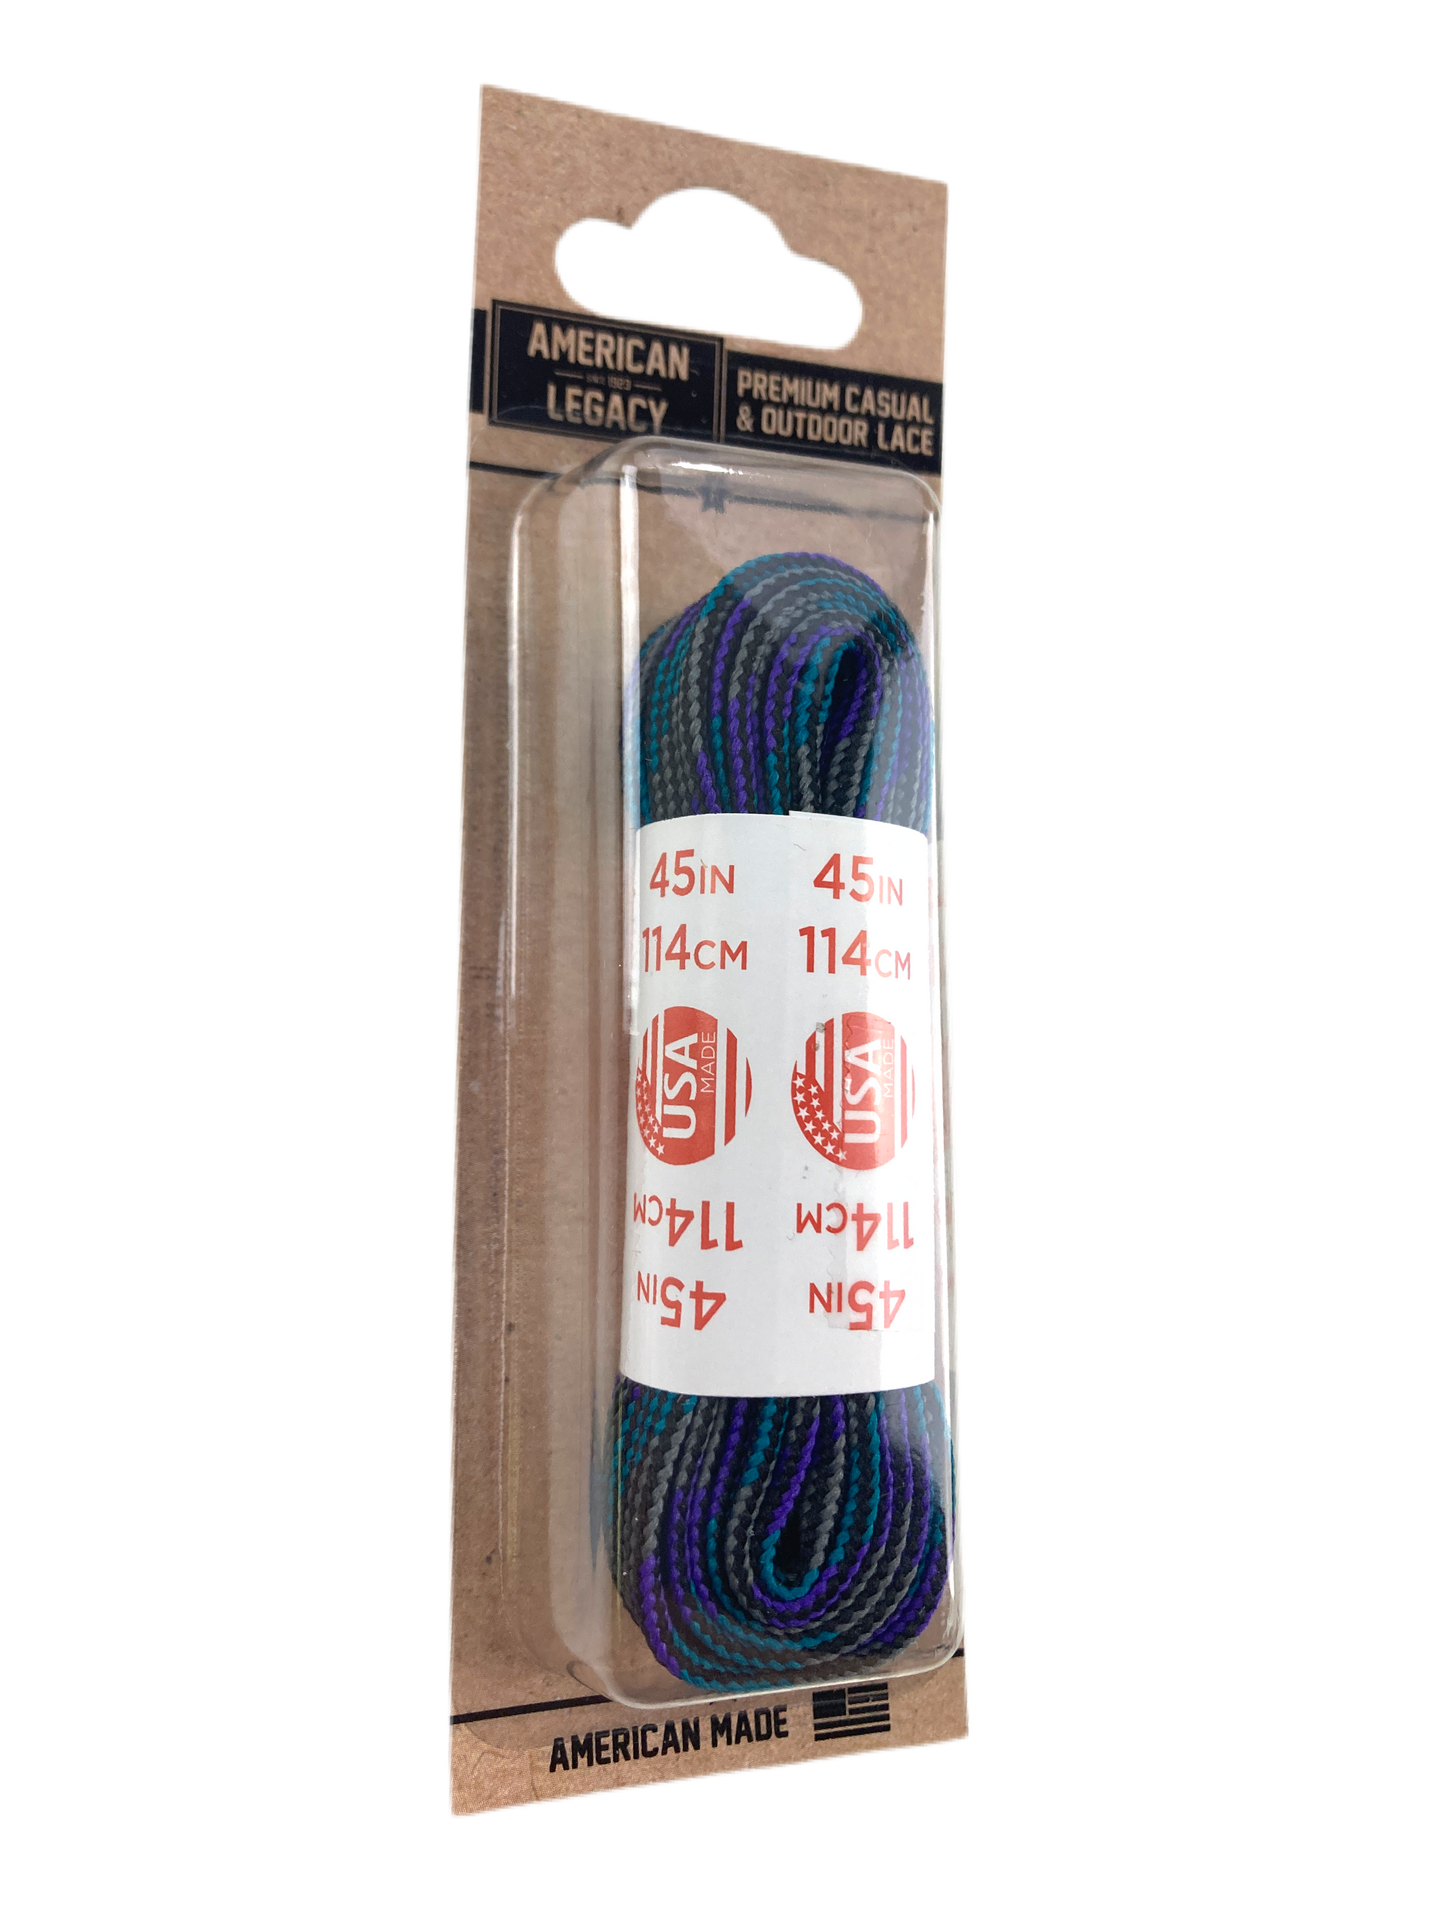 AMERICAN
SINCE 1923
LEGACY
PREMIUM CASUAL
& OUTDOOR LACE
45IN 45IN
114CM 114CM
USA MADE USA MADE
114CM 114CM
45IN 45IN
AMERICAN MADE